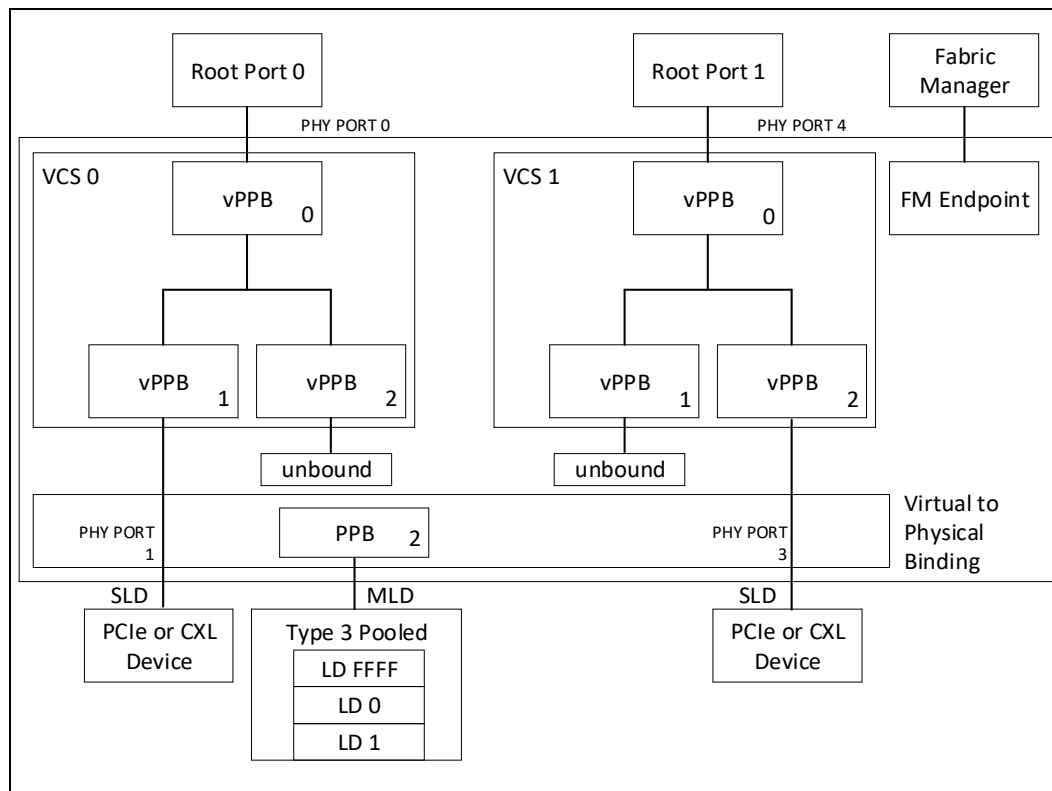 Root Port 0
Root Port 1
Fabric
Manager
PHY PORT 0
PHY PORT 4
VCS 0
vPPB
0
VCS 1
vPPB
0
FM Endpoint
vPPB
1
vPPB
2
vPPB
1
vPPB
2
unbound
unbound
Virtual to
Physical
Binding
PHY PORT
1
PPB
2
PHY PORT
3
SLD
MLD
SLD
PCIe or CXL
Device
Type 3 Pooled
LD FFFF
LD 0
LD 1
PCIe or CXL
Device